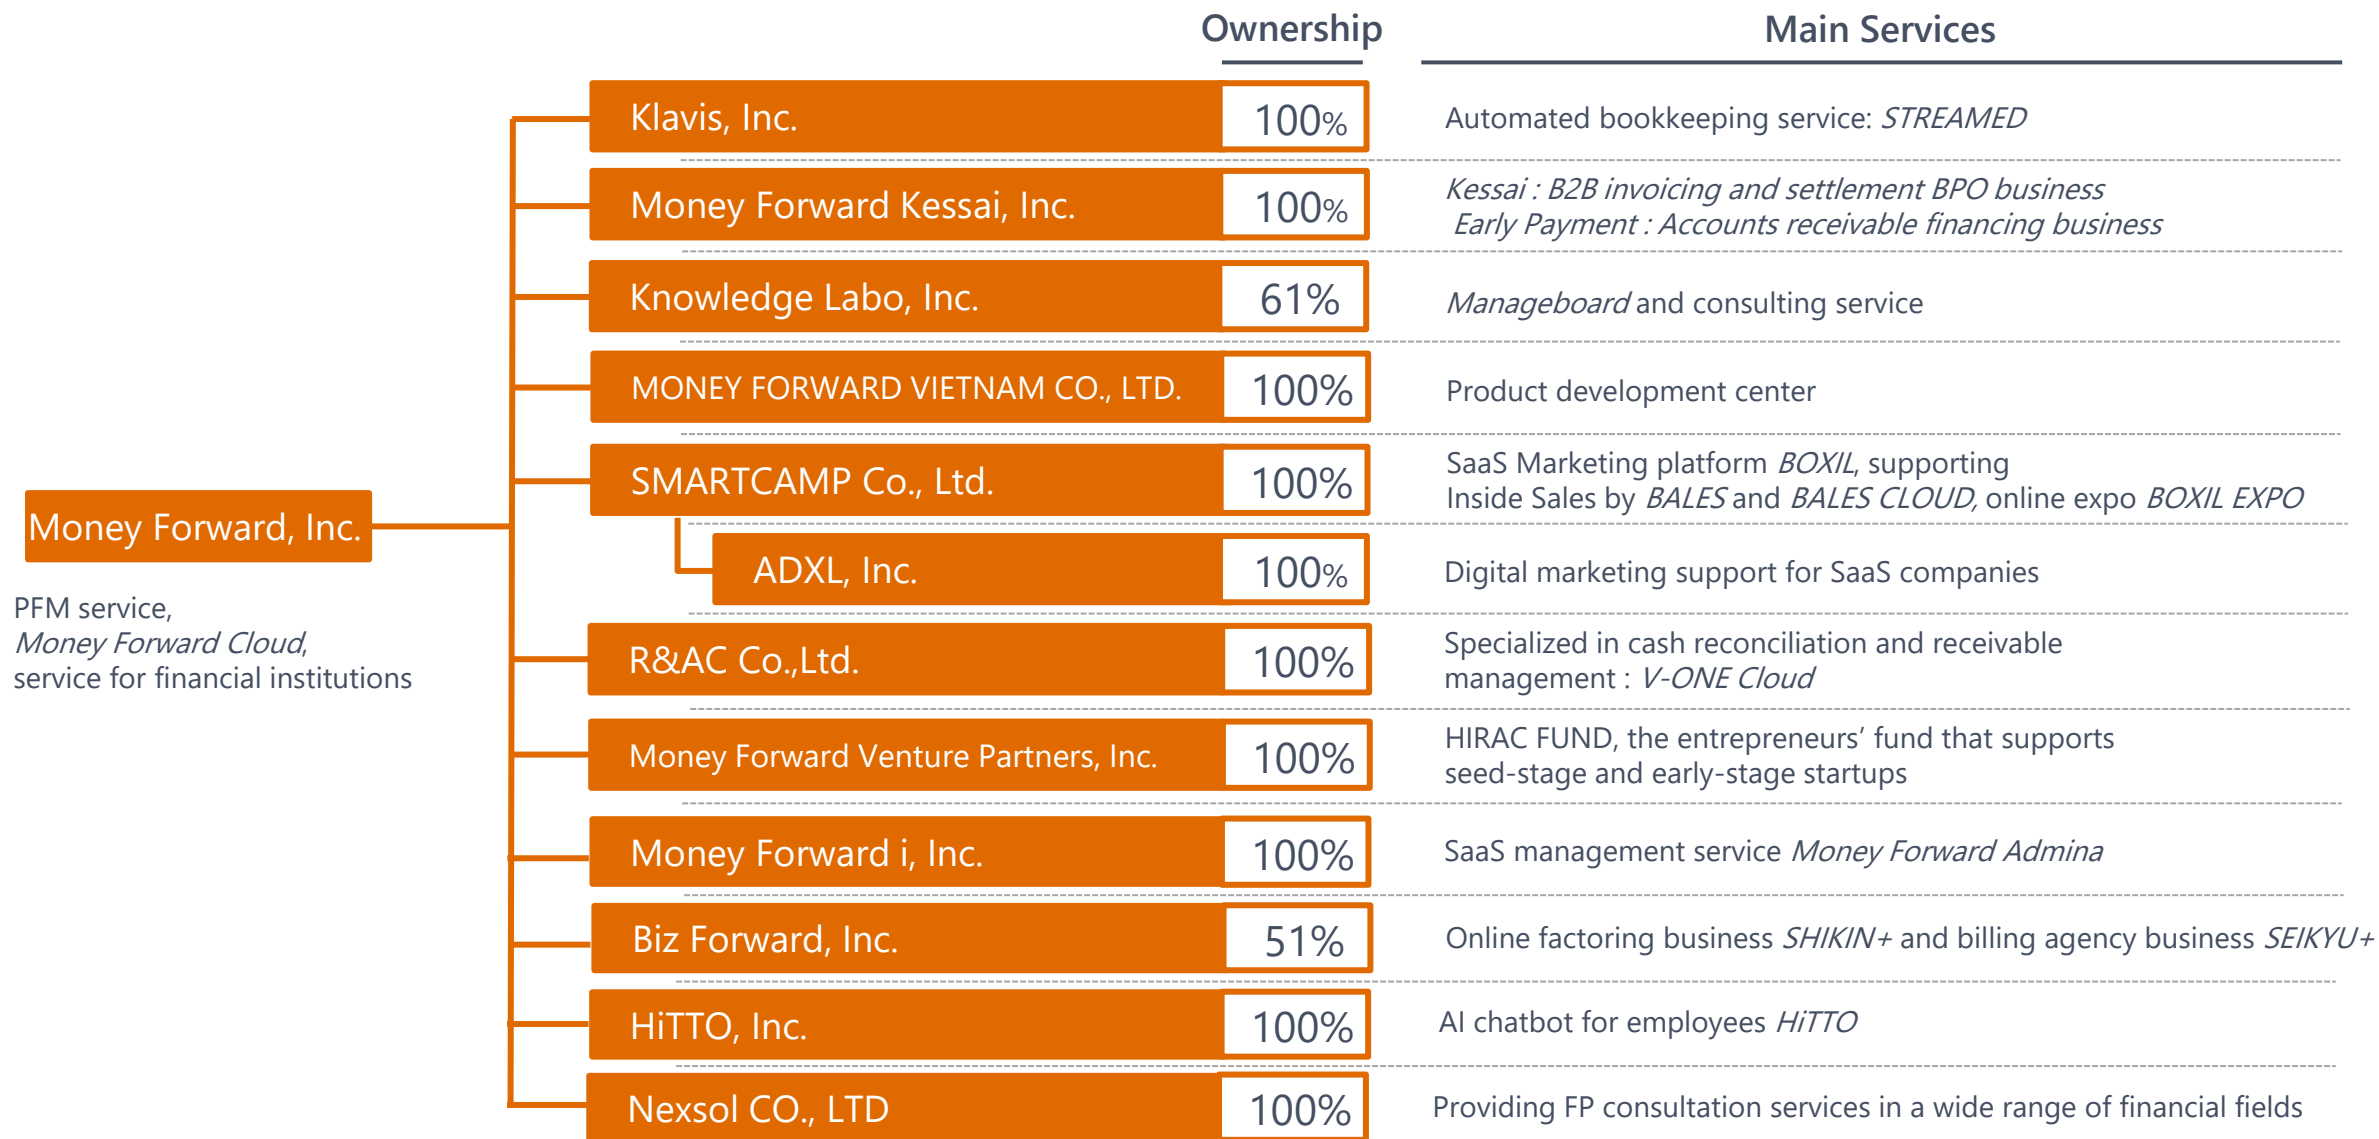 Ownership Main Services
Klavis, Inc. 100% Automated bookkeeping service: STREAMED
Money Forward Kessai, Inc. 100% Kessai : B2B invoicing and settlement BPO business
Early Payment : Accounts receivable financing business
Knowledge Labo, Inc. 61% Manageboard and consulting service
MONEY FORWARD VIETNAM CO., LTD. 100% Product development center
SMARTCAMP Co., Ltd. 100% SaaS Marketing platform BOXIL, supporting
Inside Sales by BALES and BALES CLOUD, online expo BOXIL EXPO
Money Forward, Inc.
PFM service,
Money Forward Cloud,
service for financial institutions
ADXL, Inc. 100% Digital marketing support for SaaS companies
R&AC Co.,Ltd. 100% Specialized in cash reconciliation and receivable
management : V-ONE Cloud
Money Forward Venture Partners, Inc. 100% HIRAC FUND, the entrepreneurs’ fund that supports
seed-stage and early-stage startups
Money Forward i, Inc. 100% SaaS management service Money Forward Admina
Biz Forward, Inc. 51% Online factoring business SHIKIN+ and billing agency business SEIKYU+
HiTTO, Inc. 100% AI chatbot for employees HiTTO
Nexsol CO., LTD 100% Providing FP consultation services in a wide range of financial fields